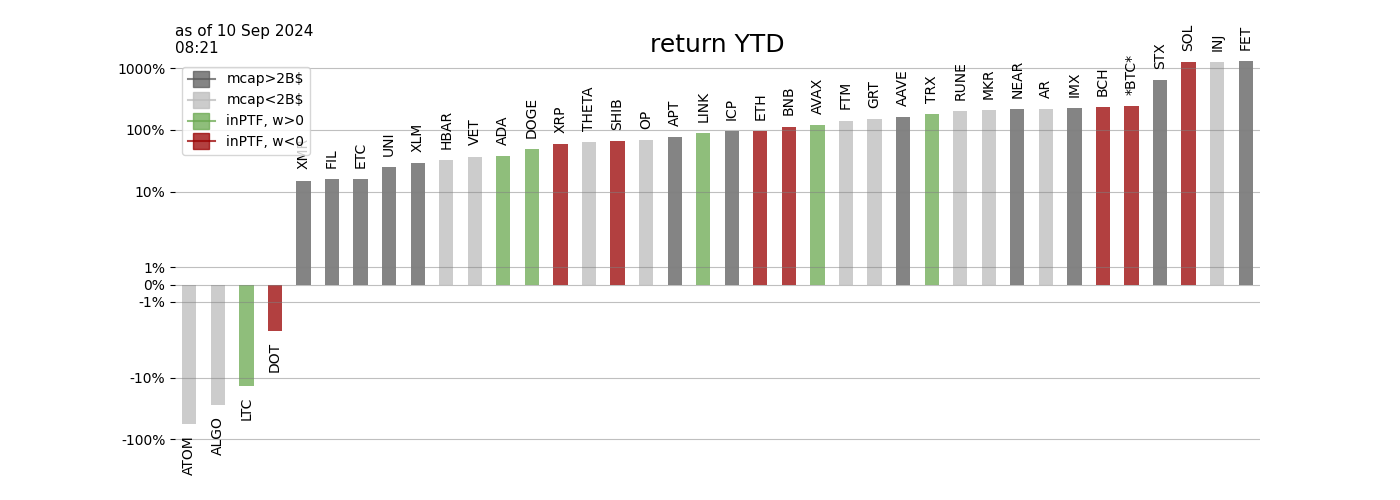 as of 10 Sep 2024
08:21
return YTD
1000%
100%
10%
1%
0%
-1%
-10%
-100%
mcap>2B$
mcap<2B$
inPTF, w>0
inPTF, w<0
ATOM
ALGO
LTC
DOT
FIL
ETC
UNI
XLM
HBAR
VET
ADA
DOGE
XRP
THETA
SHIB
OP
APT
LINK
ICP
ETH
BNB
AVAX
FTM
GRT
AAVE
TRX
RUNE
MKR
NEAR
AR
IMX
BCH
*BTC*
STX
SOL
INJ
FET